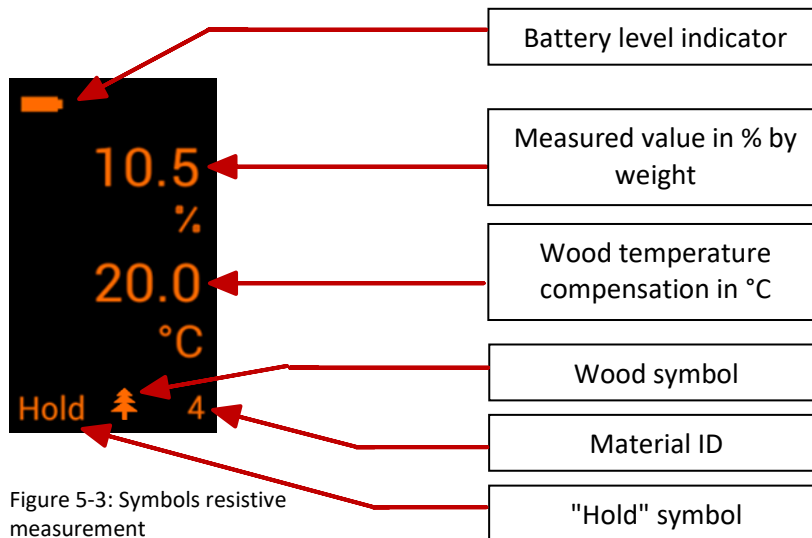 Battery level indicator
10.5
%
Measured value in % by
weight
20.0
°C
Wood temperature
compensation in °C
Wood symbol
Hold
4
Material ID
"Hold" symbol
Figure 5-3: Symbols resistive
measurement